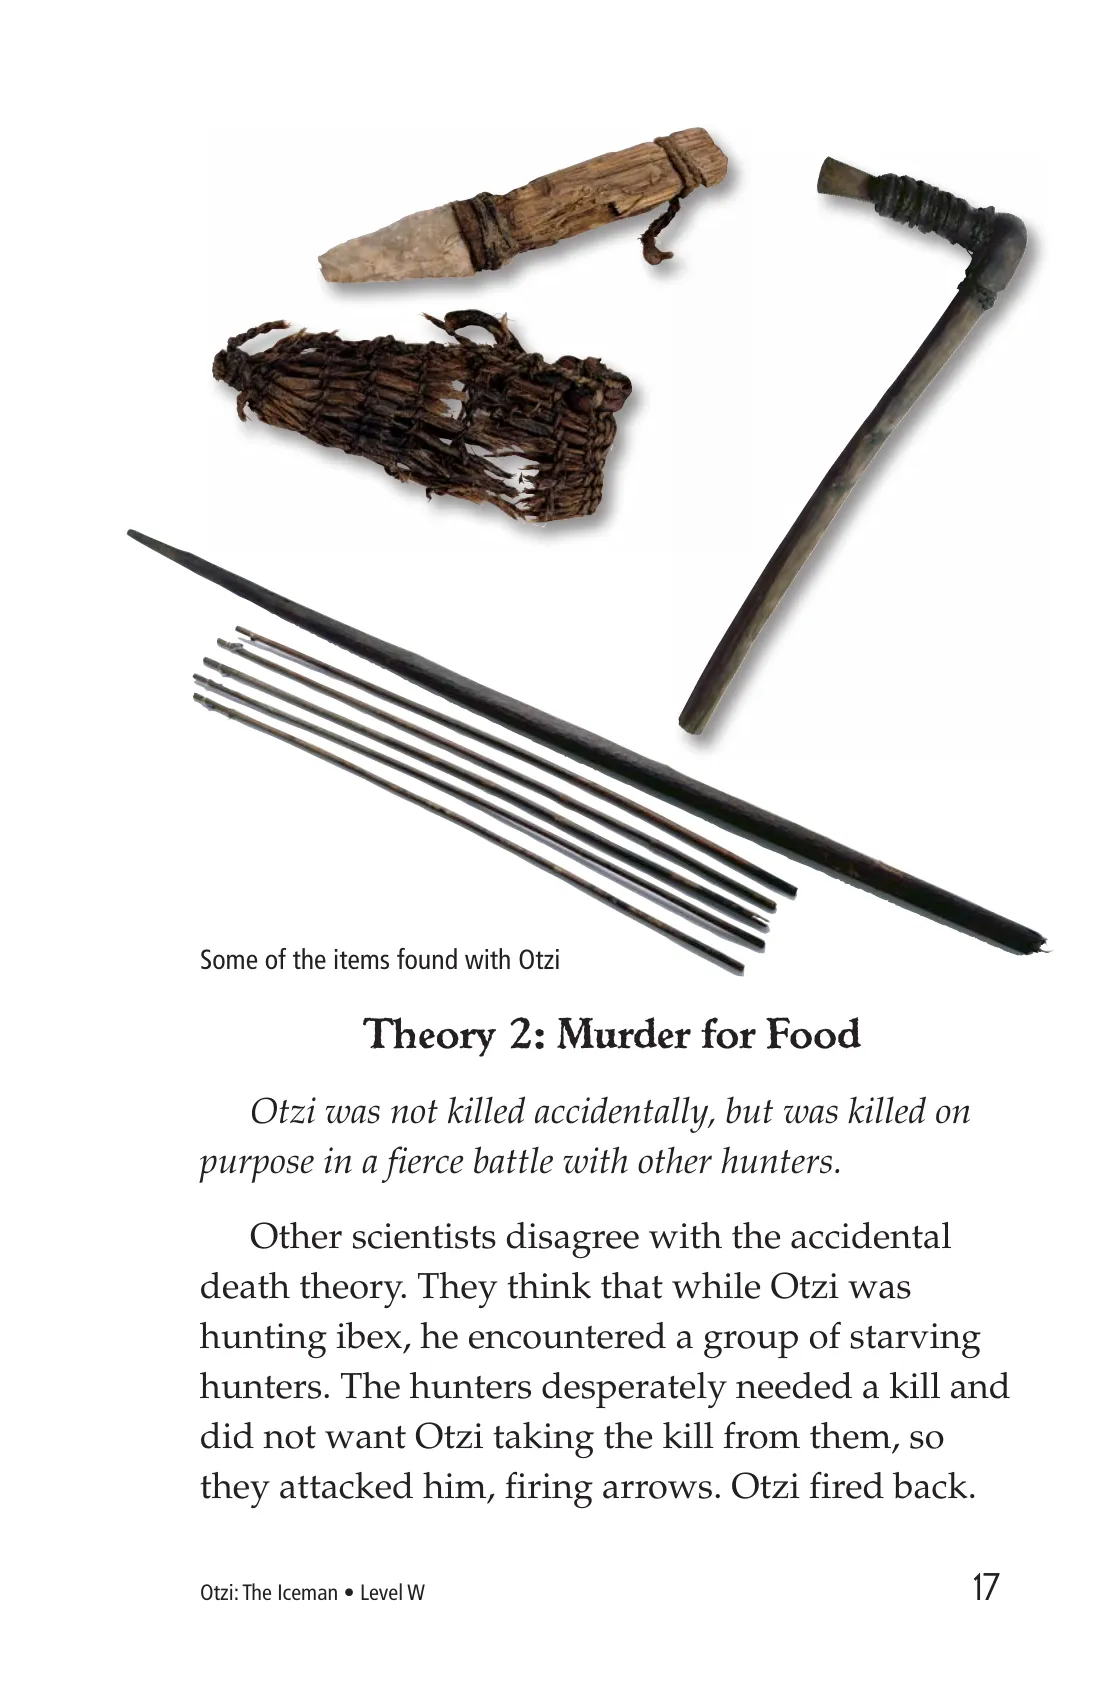 Some of the items found with Otzi
Theory 2: Murder for Food
Otzi was not killed accidentally, but was killed on
purpose in a fierce battle with other hunters.
Other scientists disagree with the accidental
death theory. They think that while Otzi was
hunting ibex, he encountered a group of starving
hunters. The hunters desperately needed a kill and
did not want Otzi taking the kill from them, so
they attacked him, firing arrows. Otzi fired back.
Otzi: The Iceman • Level W 17